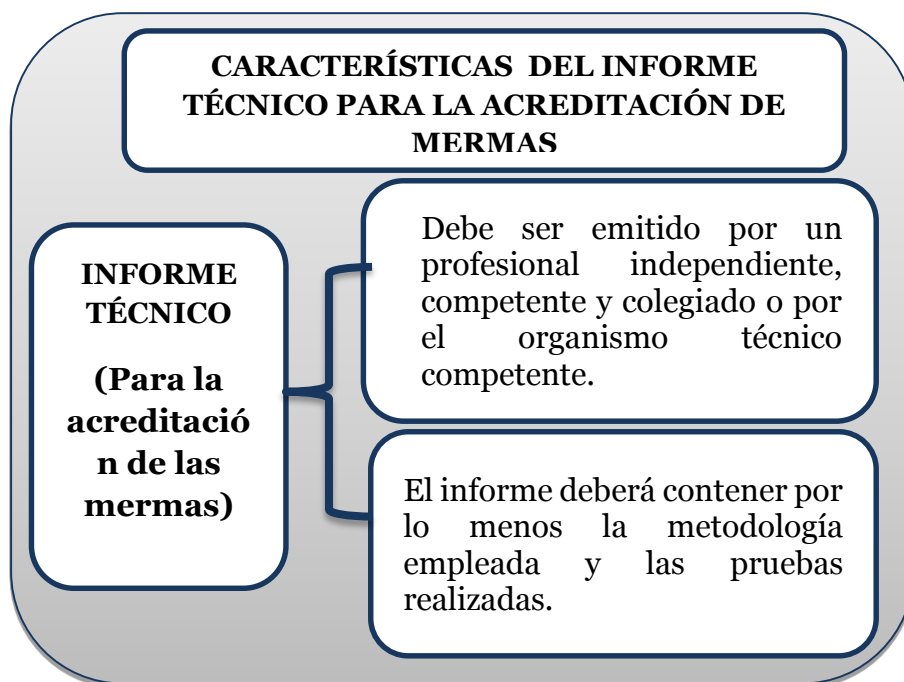 CARACTERÍSTICAS DEL INFORME
TÉCNICO PARA LA ACREDITACIÓN DE
MERMAS
INFORME
TÉCNICO
(Para la
acreditació
n de las
mermas)
Debe ser emitido por un
profesional independiente,
competente y colegiado o por
el organismo técnico
competente.
El informe deberá contener por
lo menos la metodología
empleada y las pruebas
realizadas.